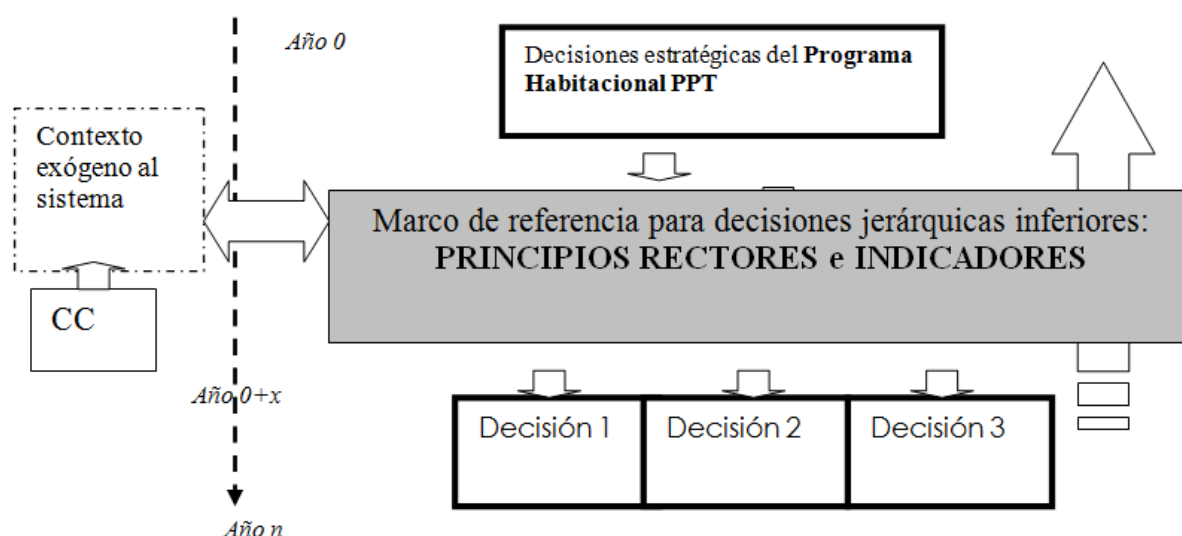 Año 0
Decisiones estratégicas del Programa
Habitacional PPT
Contexto
exógeno al
sistema
Marco de referencia para decisiones jerárquicas inferiores:
PRINCIPIOS RECTORES e INDICADORES
CC
Año 0+x
Decisión 1
Decisión 2
Decisión 3
Año n